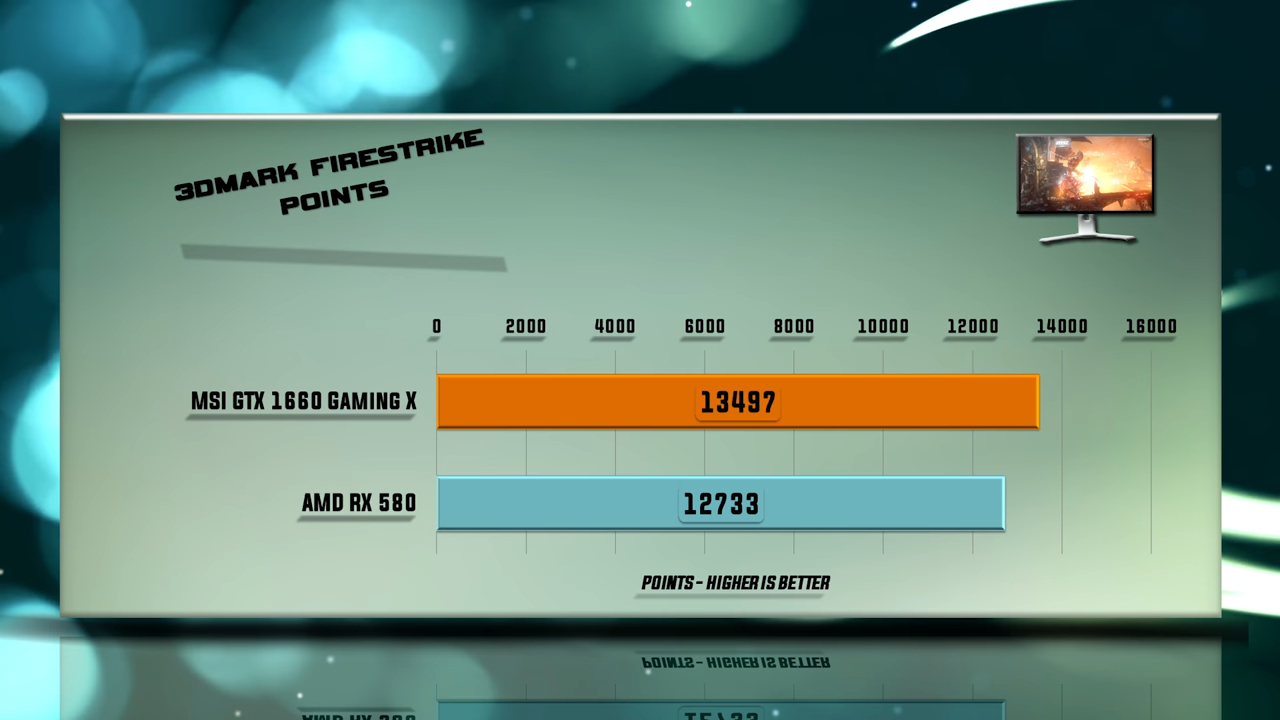 3DMARK FIRESTRIKE
POINTS
0 2000 4000 6000 8000 10000 12000 14000 16000
MSI GTX 1660 GAMING X 13497
AMD RX 580 12733
POINTS - HIGHER IS BETTER